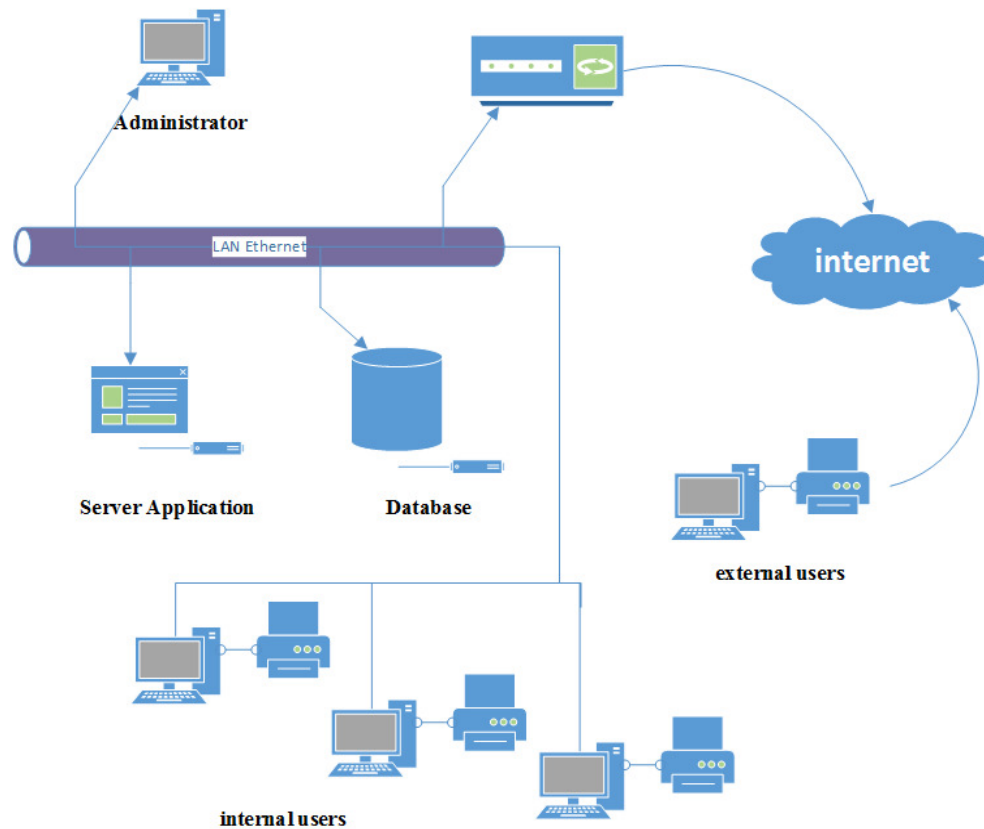 Administrator
LAN Ethernet
internet
Server Application
Database
external users
internal users